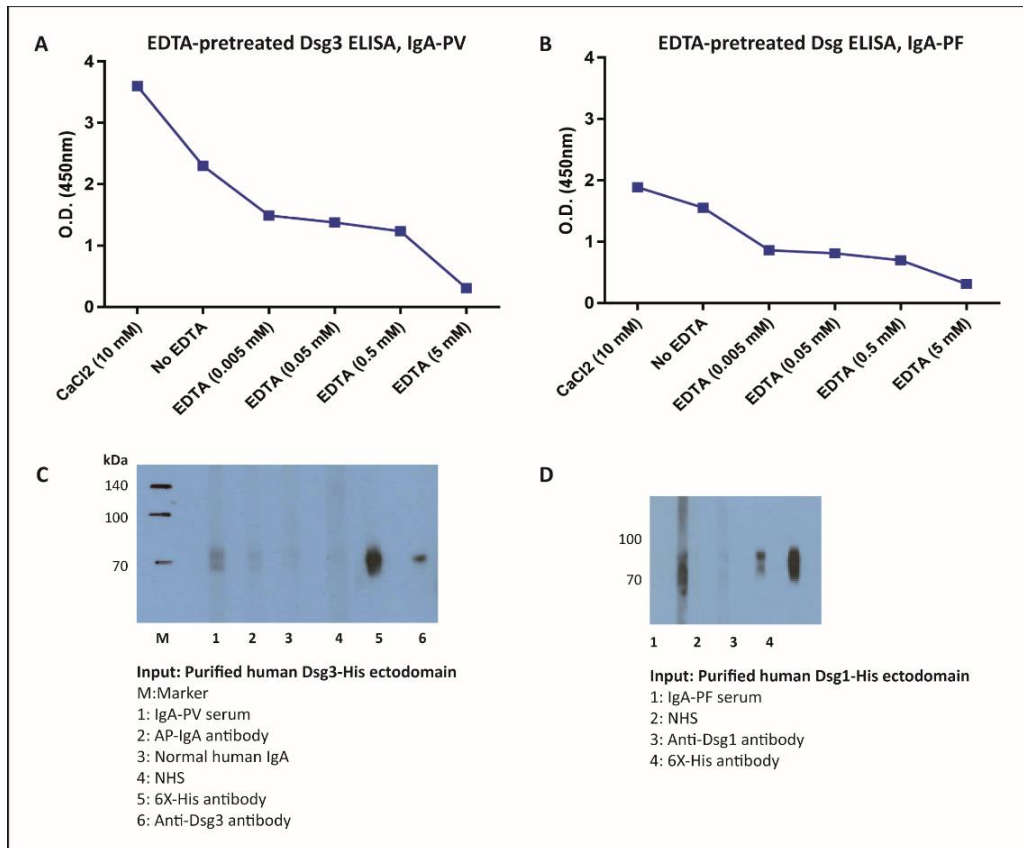 A
EDTA-pretreated Dsg3 ELISA, IgA-PV
O.D. (450nm)
4
3
2
1
0
CaCl2 (10 mM)
No EDTA
EDTA (0.005 mM)
EDTA (0.05 mM)
EDTA (0.5 mM)
EDTA (5 mM)
B
EDTA-pretreated Dsg ELISA, IgA-PF
O.D. (450nm)
4
3
2
1
0
CaCl2 (10 mM)
No EDTA
EDTA (0.005 mM)
EDTA (0.05 mM)
EDTA (0.5 mM)
EDTA (5 mM)
C
kDa
140
100
70
M 1 2 3 4 5 6
Input: Purified human Dsg3-His ectodomain
M:Marker
1: IgA-PV serum
2: AP-IgA antibody
3: Normal human IgA
4: NHS
5: 6X-His antibody
6: Anti-Dsg3 antibody
D
100
70
1 2 3 4
Input: Purified human Dsg1-His ectodomain
1: IgA-PF serum
2: NHS
3: Anti-Dsg1 antibody
4: 6X-His antibody